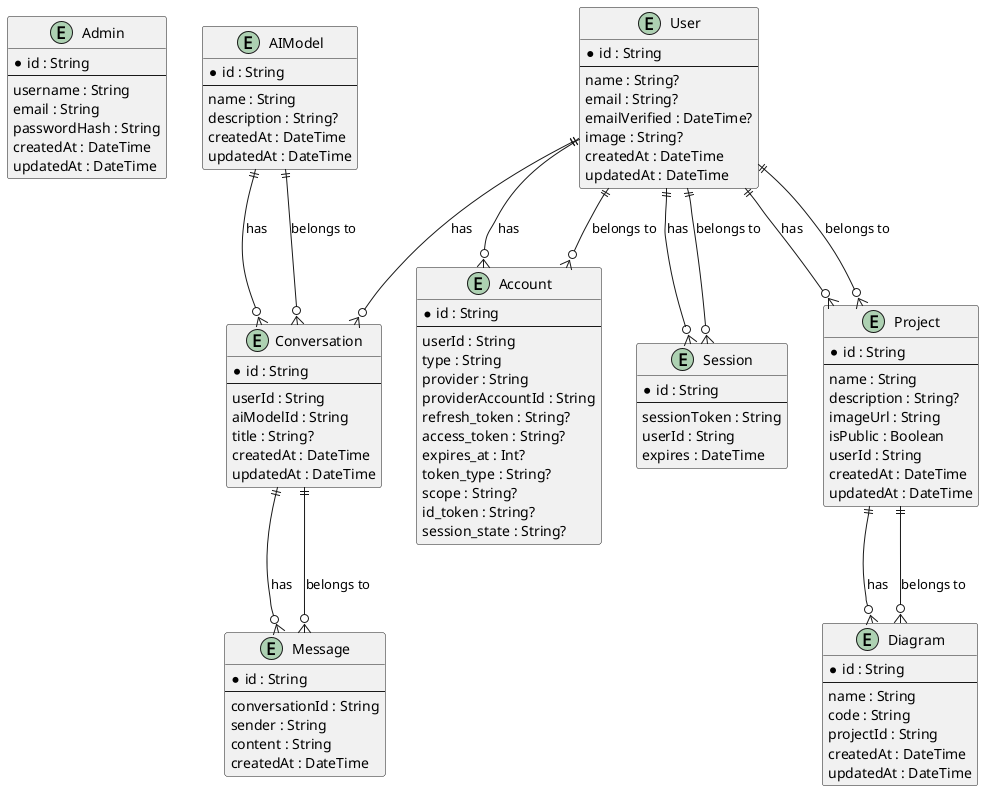 E Admin
* id : String
username : String
email : String
passwordHash : String
createdAt : DateTime
updatedAt : DateTime
E AIModel
* id : String
name : String
description : String?
createdAt : DateTime
updatedAt : DateTime
E User
* id : String
name : String?
email : String?
emailVerified : DateTime?
image : String?
createdAt : DateTime
updatedAt : DateTime
has
belongs to
has
has
belongs to
has
belongs to
has
belongs to
E Conversation
* id : String
userId : String
aiModelId : String
title : String?
createdAt : DateTime
updatedAt : DateTime
E Account
* id : String
userId : String
type : String
provider : String
providerAccountId : String
refresh_token : String?
access_token : String?
expires_at : Int?
token_type : String?
scope : String?
id_token : String?
session_state : String?
E Session
* id : String
sessionToken : String
userId : String
expires : DateTime
E Project
* id : String
name : String
description : String?
imageUrl : String
isPublic : Boolean
userId : String
createdAt : DateTime
updatedAt : DateTime
has
belongs to
has
belongs to
E Message
* id : String
conversationId : String
sender : String
content : String
createdAt : DateTime
E Diagram
* id : String
name : String
code : String
projectId : String
createdAt : DateTime
updatedAt : DateTime